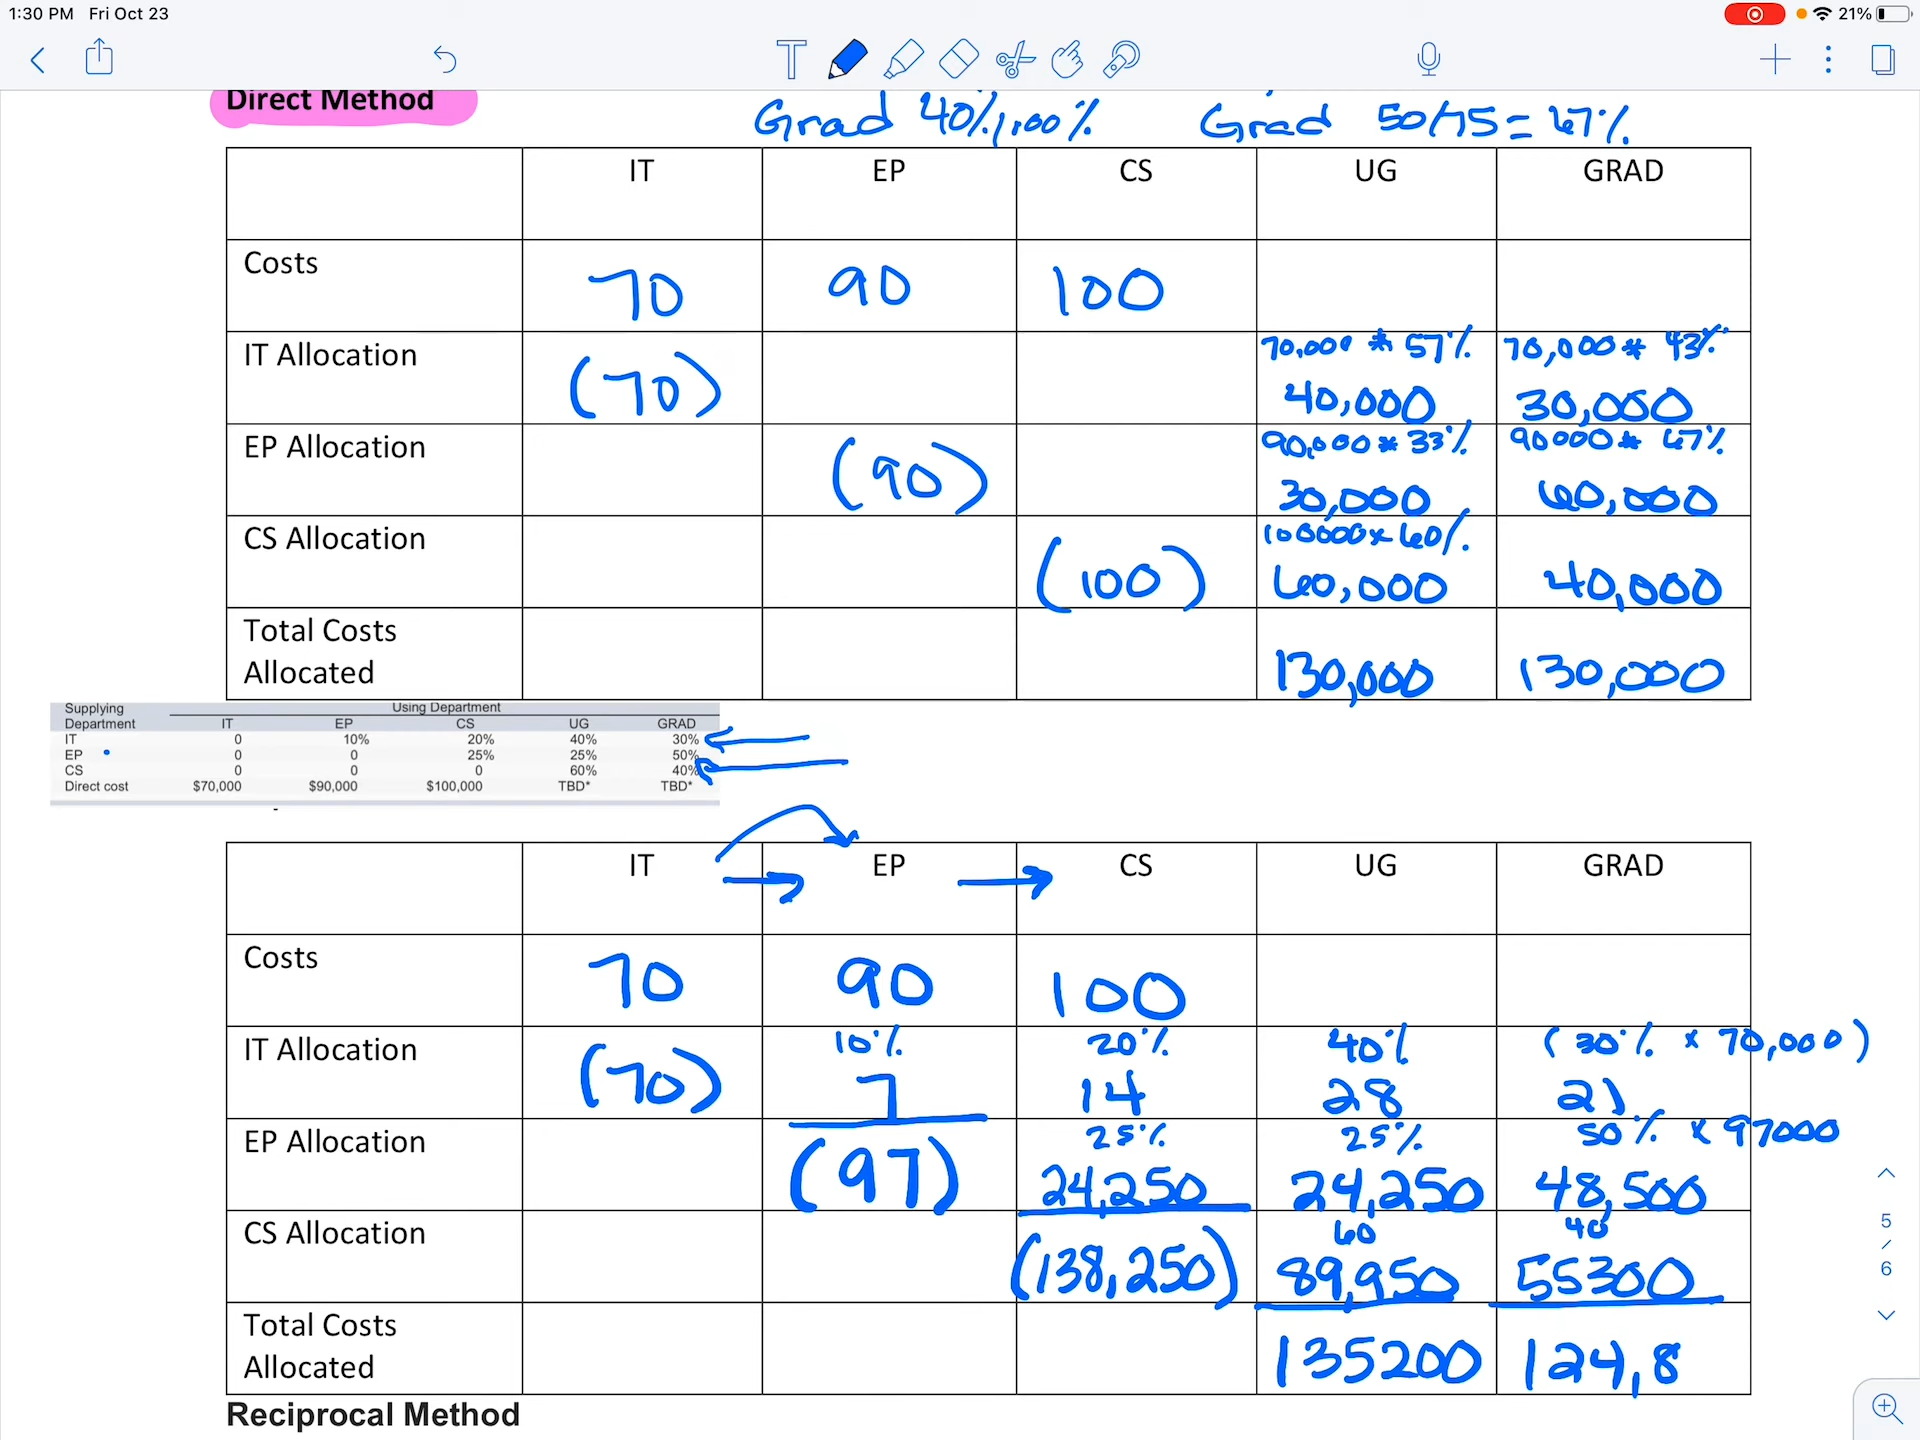 1:30 PM Fri Oct 23
21%
Direct Method
Grad 40%/100% Grad 50/75 = 67%
IT EP CS UG GRAD
Costs 70 90 100
70,000 * 57% 70,000 * 43%
IT Allocation (70) 40,000 30,000
90,000 * 33% 90000 * 67%
EP Allocation (90) 30,000 60,000
100000 x 60%
CS Allocation (100) 60,000 40,000
Total Costs
Allocated 130,000 130,000
Supplying Using Department
Department IT EP CS UG GRAD
IT 0 10% 20% 40% 30%
EP 0 0 25% 25% 50%
CS 0 0 0 60% 40%
Direct cost $70,000 $90,000 $100,000 TBD* TBD*
IT EP CS UG GRAD
Costs 70 90 100
10% 20% 40% (30% x 70,000)
IT Allocation (70) 7 14 28 21
25% 25% 50% x 97000
EP Allocation (97) 24,250 24,250 48,500
60 40
CS Allocation (138,250) 89,950 55300
Total Costs
Allocated 135200 124,8
Reciprocal Method
5
/
6